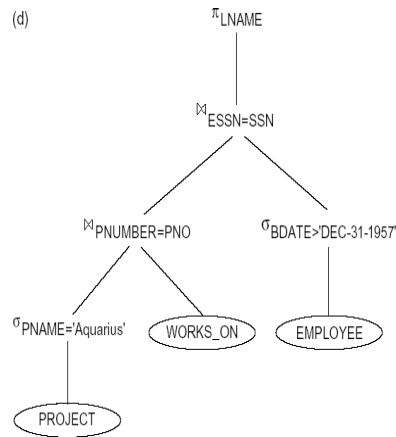 (d)
πLNAME
⋈ESSN=SSN
⋈PNUMBER=PNO
σBDATE>'DEC-31-1957'
σPNAME='Aquarius'
WORKS_ON
EMPLOYEE
PROJECT